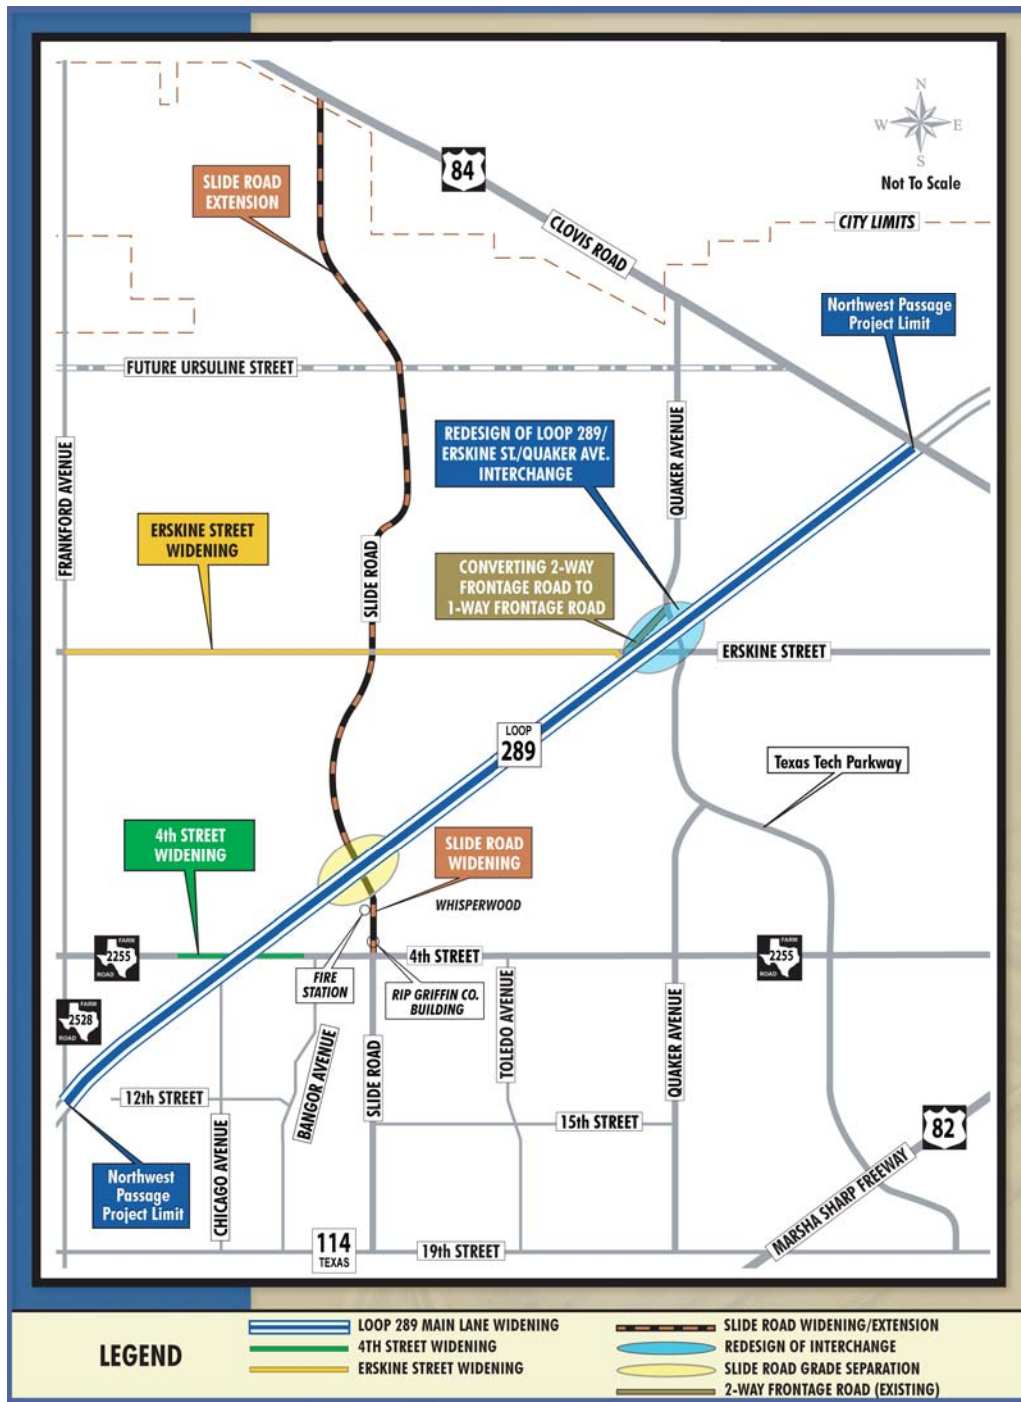 N
W
E
S
Not To Scale
84
SLIDE ROAD
EXTENSION
CLOVIS ROAD
CITY LIMITS
Northwest Passage
Project Limit
FUTURE URSULINE STREET
REDESIGN OF LOOP 289/
ERSKINE ST./QUAKER AVE.
INTERCHANGE
QUAKER AVENUE
FRANKFORD AVENUE
ERSKINE STREET
WIDENING
SLIDE ROAD
CONVERTING 2-WAY
FRONTAGE ROAD TO
1-WAY FRONTAGE ROAD
ERSKINE STREET
LOOP
289
Texas Tech Parkway
4th STREET
WIDENING
SLIDE ROAD
WIDENING
WHISPERWOOD
FARM
2255
ROAD
4th STREET
FARM
2255
ROAD
FIRE
STATION
RIP GRIFFIN CO.
BUILDING
FARM
2528
ROAD
BANGOR AVENUE
SLIDE ROAD
TOLEDO AVENUE
QUAKER AVENUE
12th STREET
15th STREET
82
CHICAGO AVENUE
Northwest
Passage
Project Limit
MARSHA SHARP FREEWAY
114
TEXAS
19th STREET
LEGEND
LOOP 289 MAIN LANE WIDENING
4TH STREET WIDENING
ERSKINE STREET WIDENING
SLIDE ROAD WIDENING/EXTENSION
REDESIGN OF INTERCHANGE
SLIDE ROAD GRADE SEPARATION
2-WAY FRONTAGE ROAD (EXISTING)